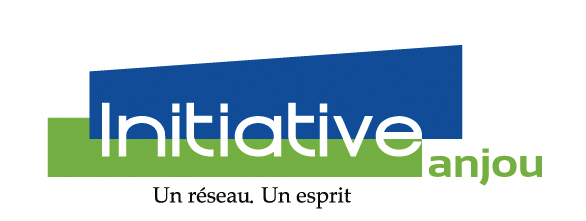 Initiative
anjou
Un réseau. Un esprit